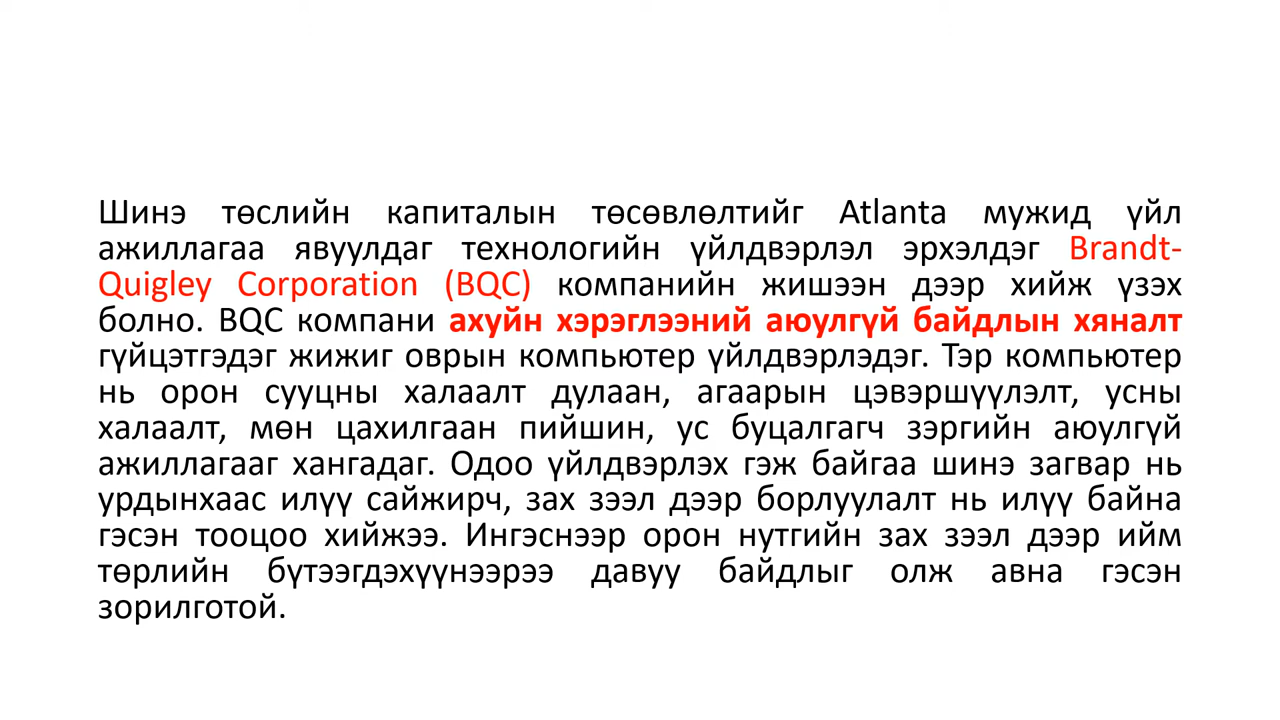 Шинэ төслийн капиталын төсөвлөлтийг Atlanta мужид үйл
ажиллагаа явуулдаг технологийн үйлдвэрлэл эрхэлдэг Brandt-
Quigley Corporation (BQC) компанийн жишээн дээр хийж үзэх
болно. BQC компани ахуйн хэрэглээний аюулгүй байдлын хяналт
гүйцэтгэдэг жижиг оврын компьютер үйлдвэрлэдэг. Тэр компьютер
нь орон сууцны халаалт дулаан, агаарын цэвэршүүлэлт, усны
халаалт, мөн цахилгаан пийшин, ус буцалгагч зэргийн аюулгүй
ажиллагааг хангадаг. Одоо үйлдвэрлэх гэж байгаа шинэ загвар нь
урдынхаас илүү сайжирч, зах зээл дээр борлуулалт нь илүү байна
гэсэн тооцоо хийжээ. Ингэснээр орон нутгийн зах зээл дээр ийм
төрлийн бүтээгдэхүүнээрээ давуу байдлыг олж авна гэсэн
зорилготой.